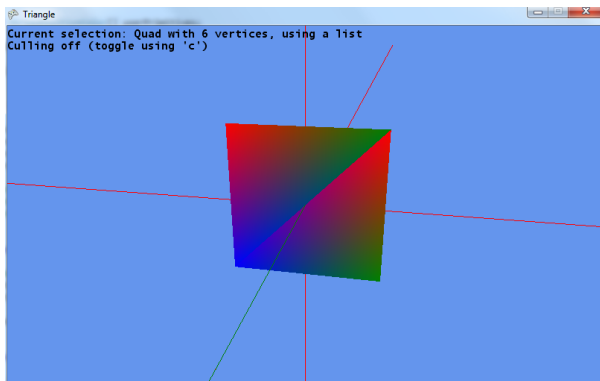 Triangle
Current selection: Quad with 6 vertices, using a list
Culling off (toggle using 'c')